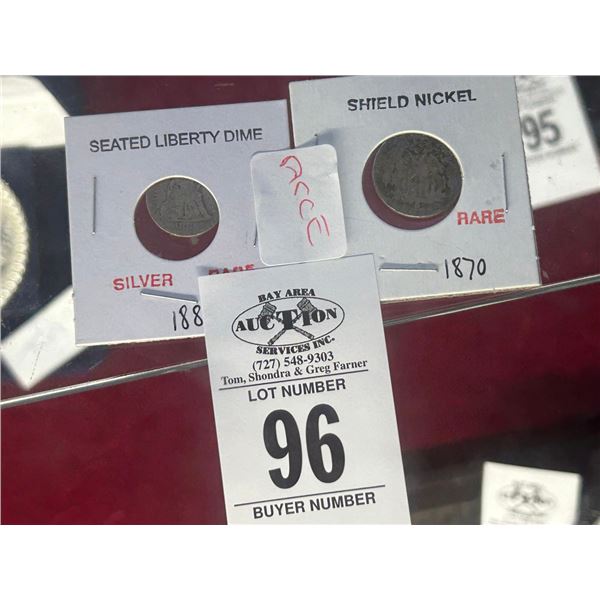 SEATED LIBERTY DIME
SILVER
188
SHIELD NICKEL
RARE
1870
95
BAY AREA
AUCTION
SERVICES INC.
(727) 548-9303
Tom, Shondra & Greg Farner
LOT NUMBER
96
BUYER NUMBER